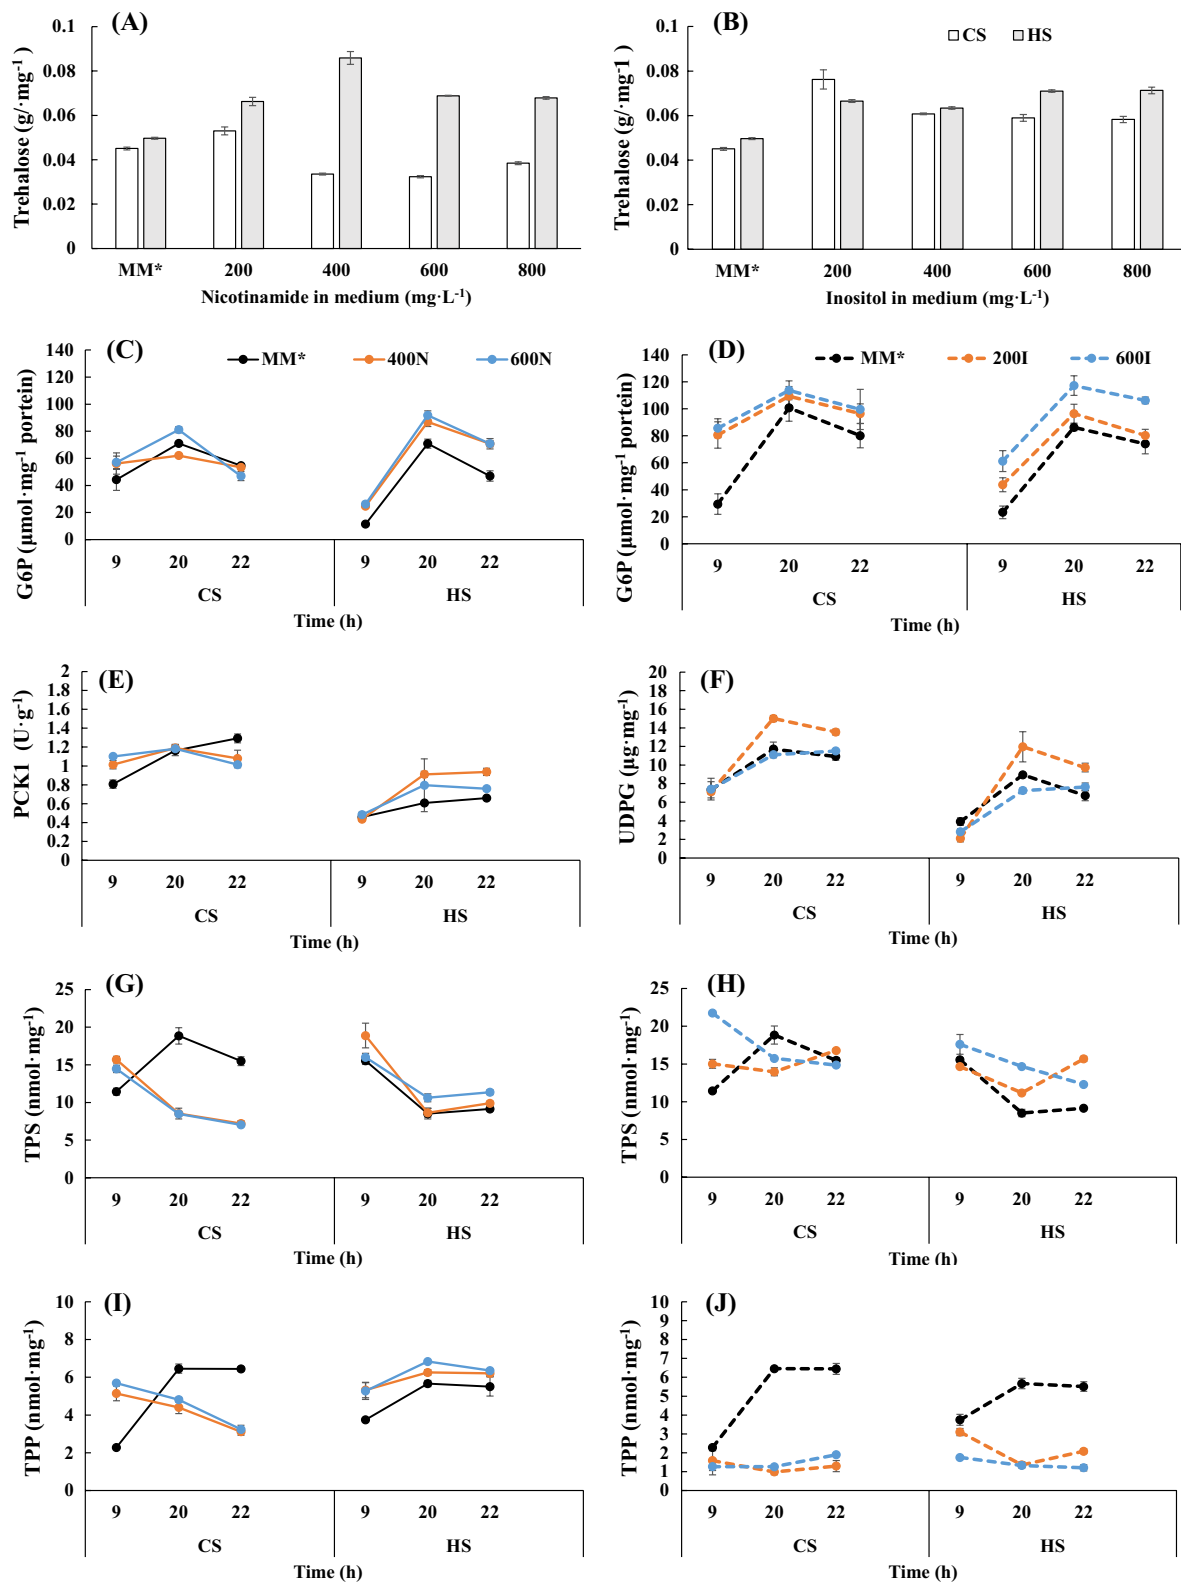 (A)
0.1
0.08
0.06
0.04
0.02
0
Trehalose (g/·mg-1 )
MM* 200 400 600 800
Nicotinamide in medium (mg·L-1)
(B)
CS HS
0.1
0.08
0.06
0.04
0.02
0
Trehalose (g/·mg-1)
MM* 200 400 600 800
Inositol in medium (mg·L-1)
(C)
MM* 400N 600N
140
120
100
80
60
40
20
0
G6P (μmol·mg-1 portein)
9 20 22 9 20 22
CS HS
Time (h)
(D)
MM* 200I 600I
140
120
100
80
60
40
20
0
G6P (μmol·mg-1 portein)
9 20 22 9 20 22
CS HS
Time (h)
(E)
2
1.8
1.6
1.4
1.2
1
0.8
0.6
0.4
0.2
0
PCK1 (U·g-1)
9 20 22 9 20 22
CS HS
Time (h)
(F)
20
18
16
14
12
10
8
6
4
2
0
UDPG (μg·mg-1)
9 20 22 9 20 22
CS HS
Time (h)
(G)
25
20
15
10
5
0
TPS (nmol·mg-1)
9 20 22 9 20 22
CS HS
Time (h)
(H)
25
20
15
10
5
0
TPS (nmol·mg-1)
9 20 22 9 20 22
CS HS
Time (h)
(I)
10
8
6
4
2
0
TPP (nmol·mg-1)
9 20 22 9 20 22
CS HS
Time (h)
(J)
10
9
8
7
6
5
4
3
2
1
0
TPP (nmol·mg-1)
9 20 22 9 20 22
CS HS
Time (h)